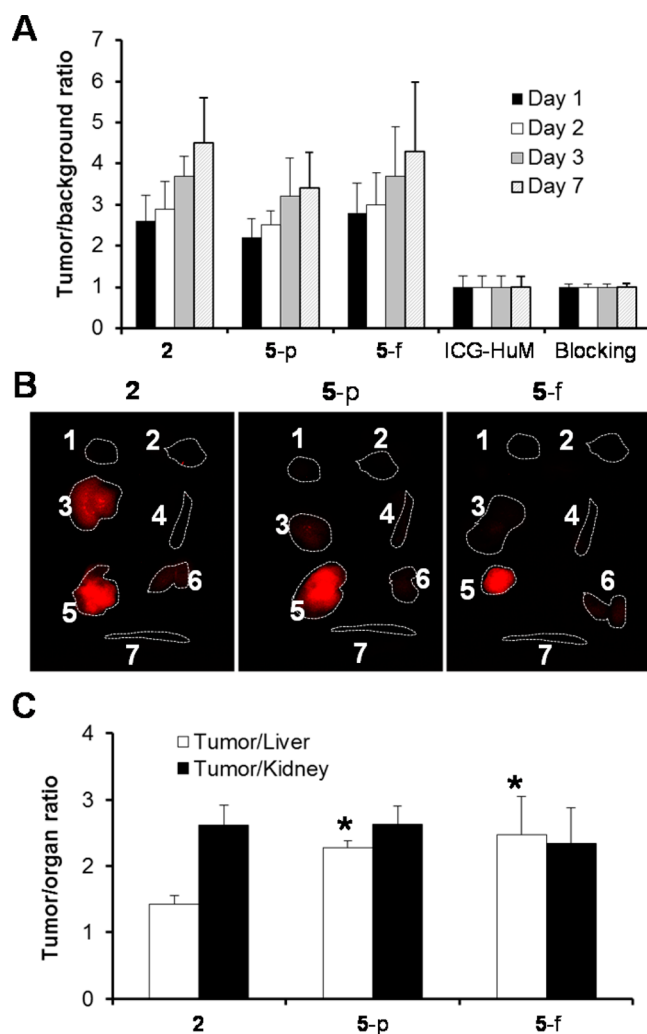 A
Tumor/background ratio
7
6
5
4
3
2
1
0
Day 1
Day 2
Day 3
Day 7
2 5-p 5-f ICG-HuM Blocking
B
2 5-p 5-f
1 2 1 2 1 2
3 4 3 4 3 4
5 6 5 6 5 6
7 7 7
C
Tumor/organ ratio
4
3
2
1
0
Tumor/Liver
Tumor/Kidney
* *
2 5-p 5-f